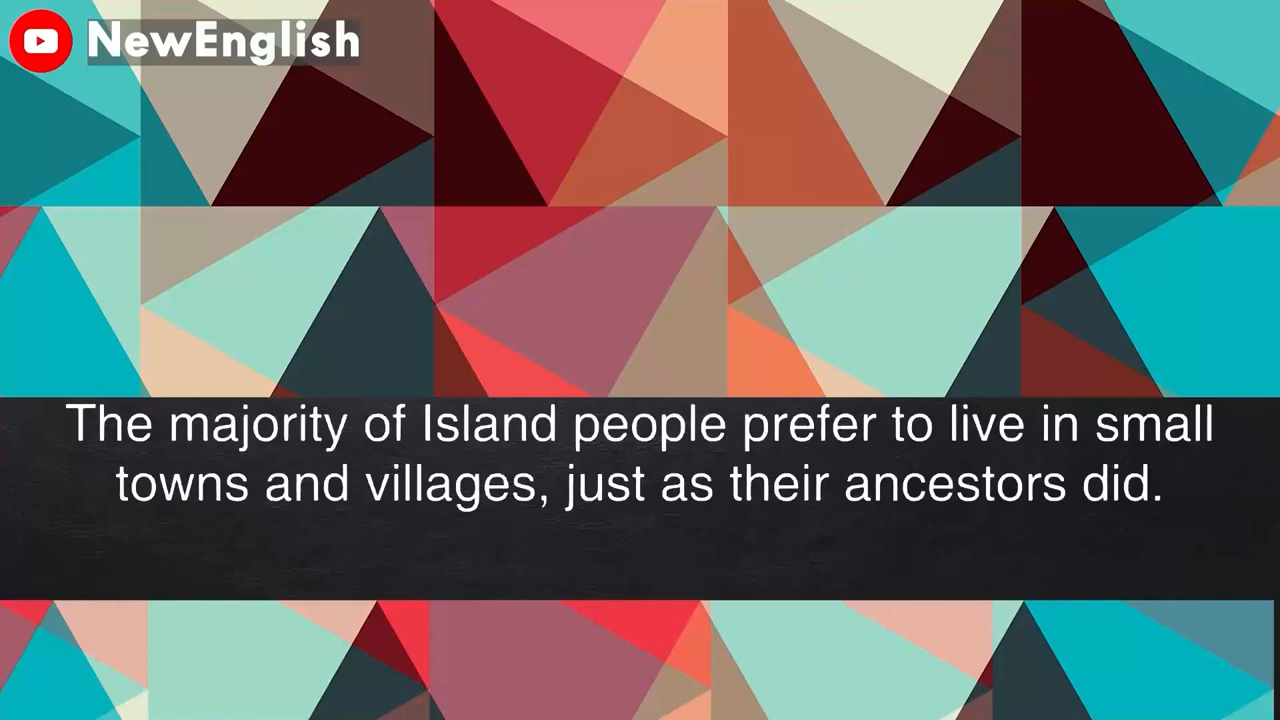 NewEnglish
The majority of Island people prefer to live in small
towns and villages, just as their ancestors did.